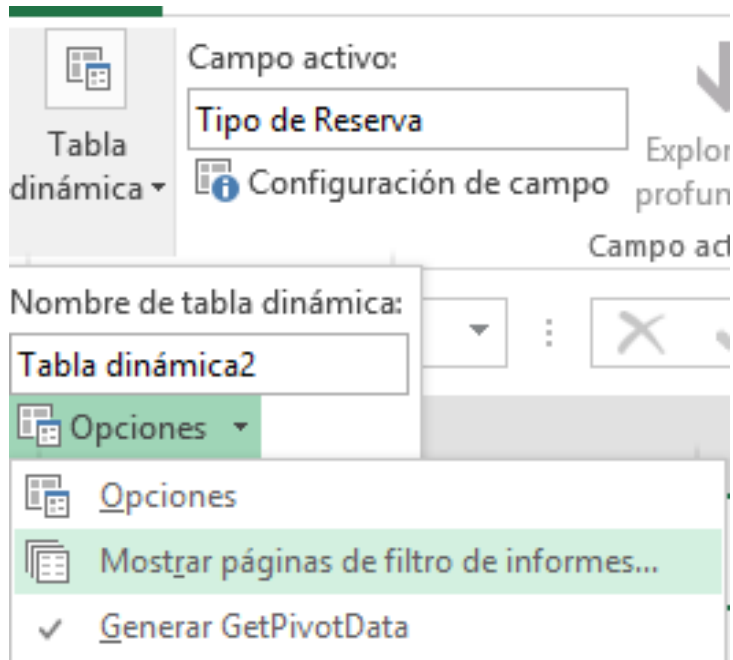 Campo activo:
Tipo de Reserva
Tabla
dinámica
Configuración de campo
Campo
Nombre de tabla dinámica:
Tabla dinámica2
Opciones
Opciones
Mostrar páginas de filtro de informes...
Generar GetPivotData